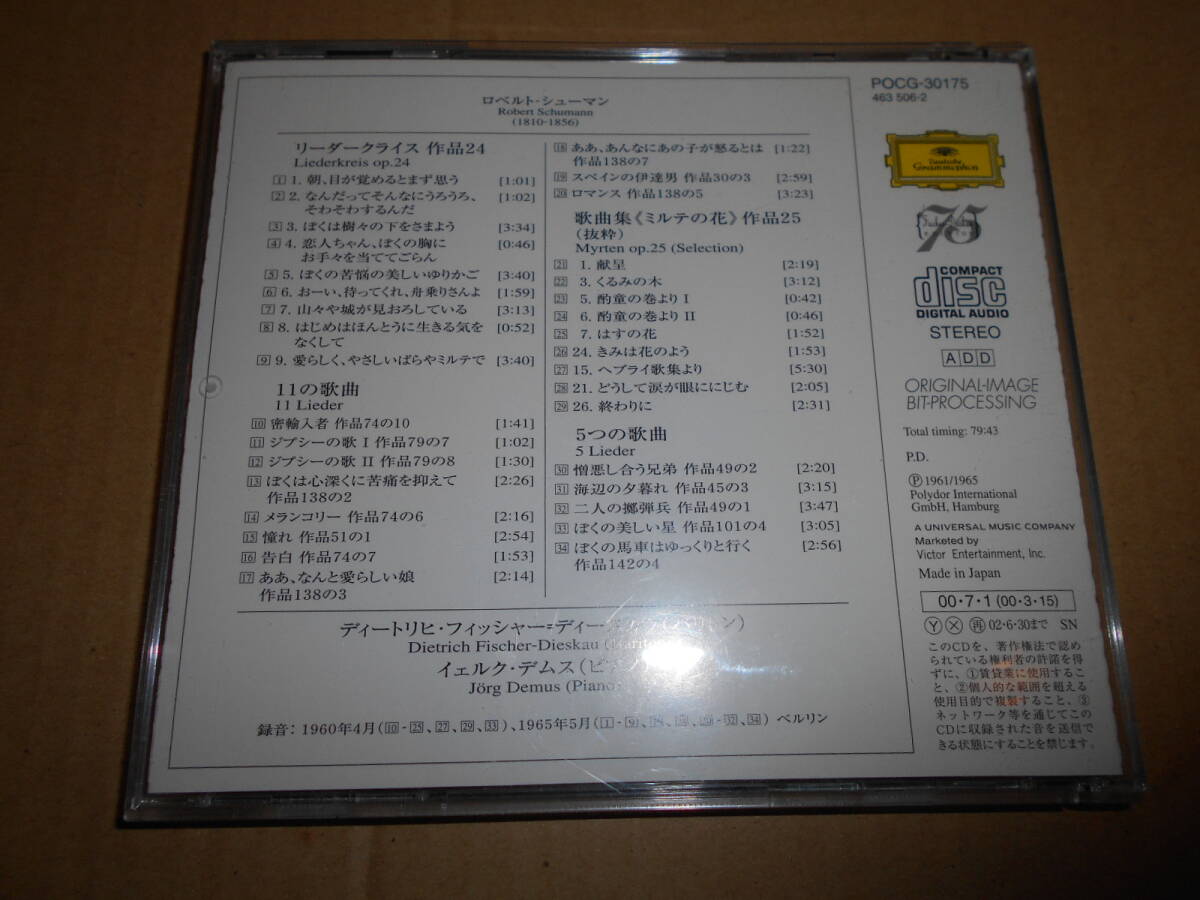 ロベルト・シューマン
Robert Schumann
(1810-1856)
リーダークライス 作品24
Liederkreis op.24
1 1. 朝、目が覚めるとまず思う [1:01]
2 2. なんだってそんなにうろうろ、 [1:02]
そわそわするんだ
3 3. ぼくは樹々の下をさまよう [3:34]
4 4. 恋人ちゃん、ぼくの胸に [0:46]
お手々を当ててごらん
5 5. ぼくの苦悩の美しいゆりかご [3:40]
6 6. おーい、待ってくれ、舟乗りさんよ [1:59]
7 7. 山々や城が見おろしている [3:13]
8 8. はじめはほんとうに生きる気を [0:52]
なくして
9 9. 愛らしく、やさしいばらやミルテで [3:40]
11の歌曲
11 Lieder
10 密輸入者 作品74の10 [1:41]
11 ジプシーの歌 I 作品79の7 [1:02]
12 ジプシーの歌 II 作品79の8 [1:30]
13 ぼくは心深くに苦痛を抑えて [2:26]
作品138の2
14 メランコリー 作品74の6 [2:16]
15 憧れ 作品51の1 [2:54]
16 告白 作品74の7 [1:53]
17 ああ、なんと愛らしい娘 [2:14]
作品138の3
18 ああ、あんなにあの子が怒るとは [1:22]
作品138の7
19 スペインの伊達男 作品30の3 [2:59]
20 ロマンス 作品138の5 [3:23]
歌曲集《ミルテの花》作品25
(抜粋)
Myrten op.25 (Selection)
21 1. 献呈 [2:19]
22 3. くるみの木 [3:12]
23 5. 酌童の巻より I [0:42]
24 6. 酌童の巻より II [0:46]
25 7. はすの花 [1:52]
26 24. きみは花のよう [1:53]
27 15. ヘブライ歌集より [5:30]
28 21. どうして涙が眼ににじむ [2:05]
29 26. 終わりに [2:31]
5つの歌曲
5 Lieder
30 憎悪し合う兄弟 作品49の2 [2:20]
31 海辺の夕暮れ 作品45の3 [3:15]
32 二人の擲弾兵 作品49の1 [3:47]
33 ぼくの美しい星 作品101の4 [3:05]
34 ぼくの馬車はゆっくりと行く [2:56]
作品142の4
ディートリヒ・フィッシャー=ディー
Dietrich Fischer-Dieskau
イェルク・デムス
Jörg Demus (Piano)
録音: 1960年4月(10-25、27、29、33)、1965年5月(1-9、 34) ベルリン
POCG-30175
463 506-2
Deutsche
Grammophon
75
COMPACT
disc
DIGITAL AUDIO
STEREO
ADD
ORIGINAL-IMAGE
BIT-PROCESSING
Total timing: 79:43
P.D.
Ⓟ 1961/1965
Polydor International
GmbH, Hamburg
A UNIVERSAL MUSIC COMPANY
Marketed by
Victor Entertainment, Inc.
Made in Japan
00・7・1 (00・3・15)
Ⓨ Ⓧ 再 02・6・30まで SN
このCDを、著作権法で認め
られている権利者の許諾を得
ずに、①賃貸業に使用するこ
と、②個人的な範囲を超える
使用目的で複製すること、③
ネットワーク等を通じてこの
CDに収録された音を送信で
きる状態にすることを禁じます。